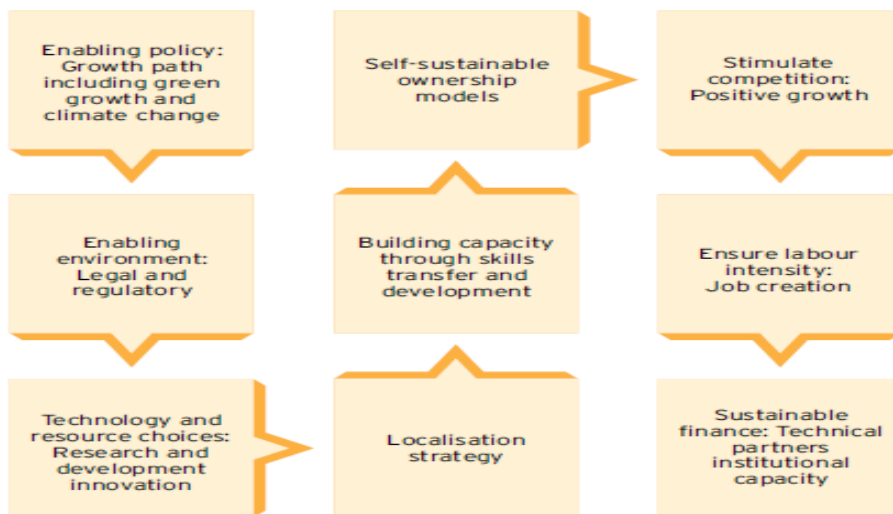 Enabling policy:
Growth path
including green
growth and
climate change
Enabling
environment:
Legal and
regulatory
Technology and
resource choices:
Research and
development
innovation
Localisation
strategy
Building capacity
through skills
transfer and
development
Self-sustainable
ownership
models
Stimulate
competition:
Positive growth
Ensure labour
intensity:
Job creation
Sustainable
finance: Technical
partners
institutional
capacity